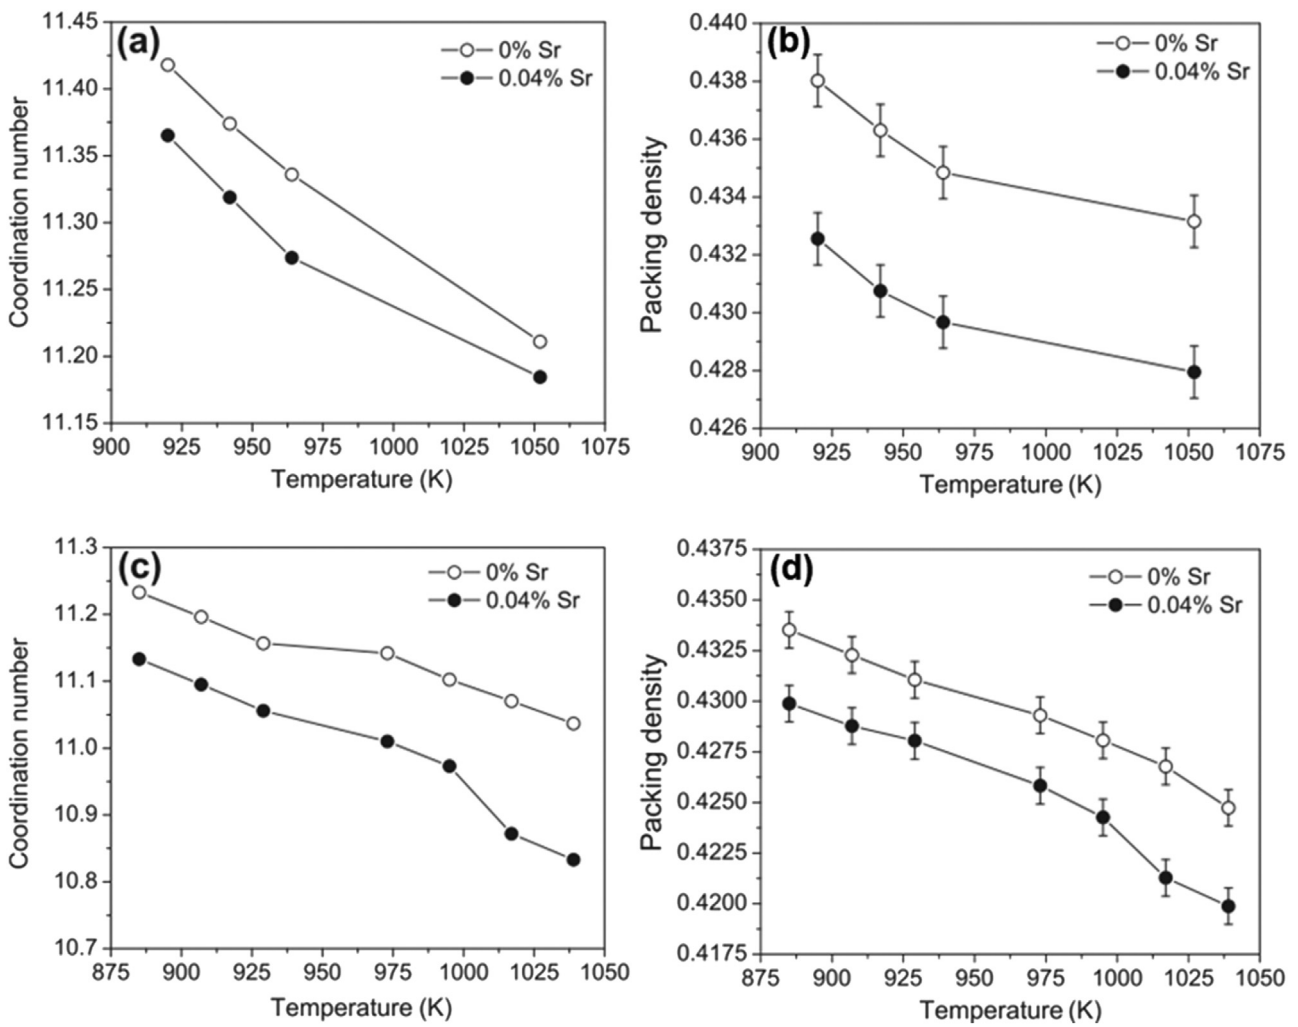 (a)
0% Sr
0.04% Sr
Coordination number
11.45
11.40
11.35
11.30
11.25
11.20
11.15
900 925 950 975 1000 1025 1050 1075
Temperature (K)
(b)
0% Sr
0.04% Sr
Packing density
0.440
0.438
0.436
0.434
0.432
0.430
0.428
0.426
900 925 950 975 1000 1025 1050 1075
Temperature (K)
(c)
0% Sr
0.04% Sr
Coordination number
11.3
11.2
11.1
11.0
10.9
10.8
10.7
875 900 925 950 975 1000 1025 1050
Temperature (K)
(d)
0% Sr
0.04% Sr
Packing density
0.4375
0.4350
0.4325
0.4300
0.4275
0.4250
0.4225
0.4200
0.4175
875 900 925 950 975 1000 1025 1050
Temperature (K)